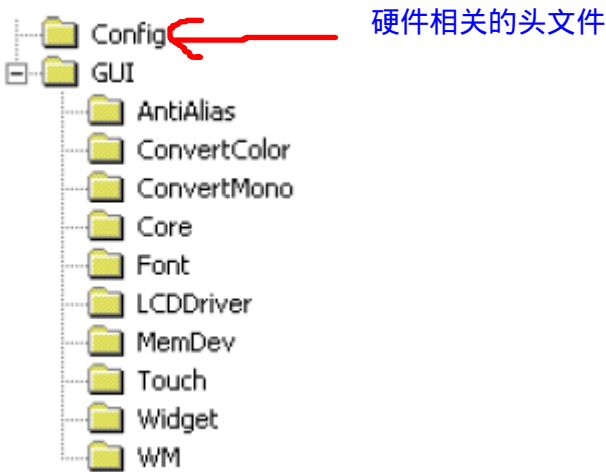 Config
硬件相关的头文件
GUI
AntiAlias
ConvertColor
ConvertMono
Core
Font
LCDDriver
MemDev
Touch
Widget
WM